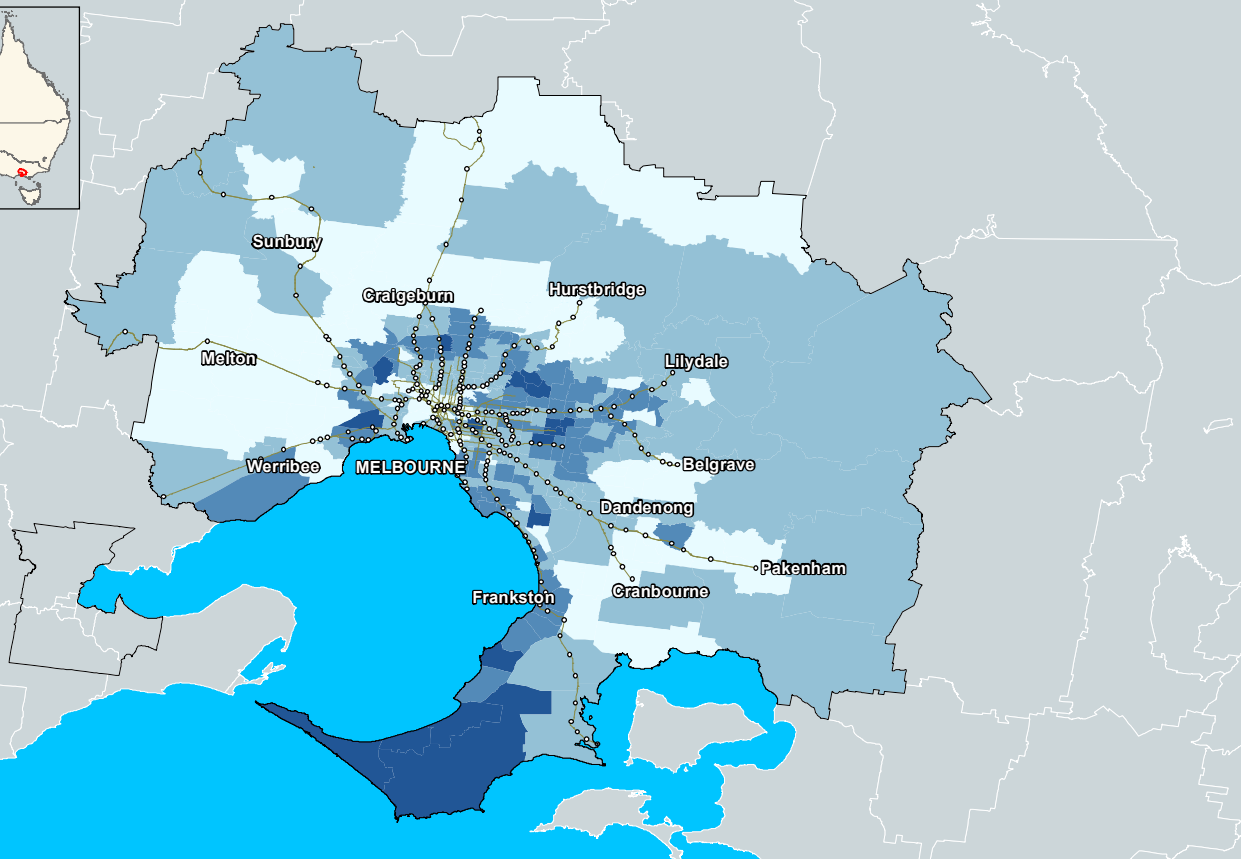 Sunbury
Hurstbridge
Craigeburn
Melton
Lilydale
Werribee
MELBOURNE
Belgrave
Dandenong
Pakenham
Cranbourne
Frankston